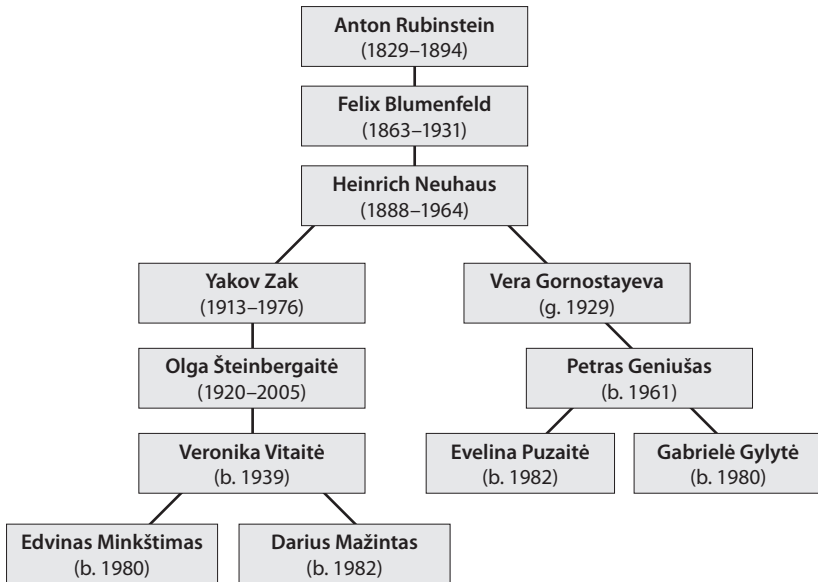 Anton Rubinstein
(1829–1894)
Felix Blumenfeld
(1863–1931)
Heinrich Neuhaus
(1888–1964)
Yakov Zak
(1913–1976)
Vera Gornostayeva
(g. 1929)
Olga Šteinbergaitė
(1920–2005)
Petras Geniušas
(b. 1961)
Veronika Vitaitė
(b. 1939)
Evelina Puzaitė
(b. 1982)
Gabrielė Gylytė
(b. 1980)
Edvinas Minkštimas
(b. 1980)
Darius Mažintas
(b. 1982)